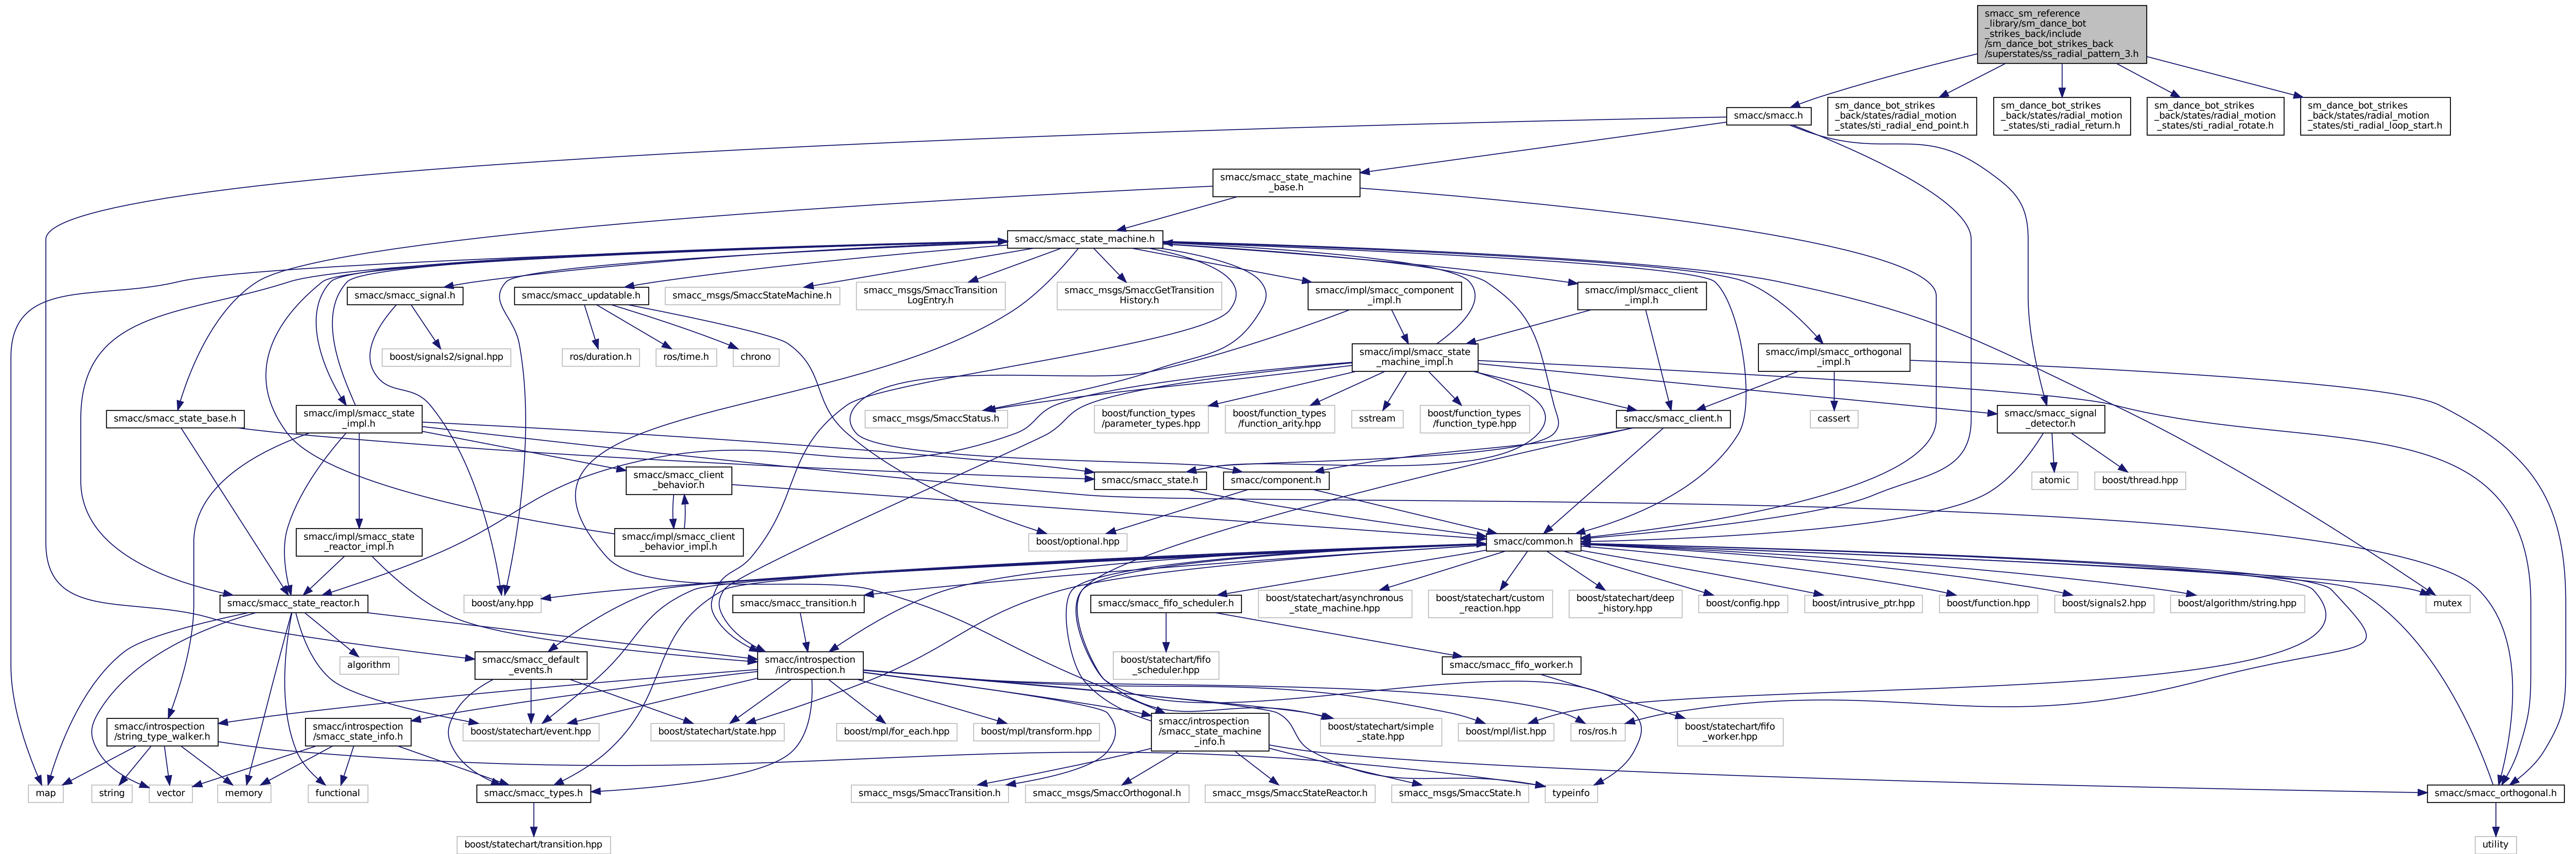 smacc_sm_reference
_library/sm_dance_bot
_strikes_back/include
/sm_dance_bot_strikes_back
/superstates/ss_radial_pattern_3.h
smacc/smacc.h
sm_dance_bot_strikes
_back/states/radial_motion
_states/sti_radial_end_point.h
sm_dance_bot_strikes
_back/states/radial_motion
_states/sti_radial_return.h
sm_dance_bot_strikes
_back/states/radial_motion
_states/sti_radial_rotate.h
sm_dance_bot_strikes
_back/states/radial_motion
_states/sti_radial_loop_start.h
smacc/smacc_state_machine
_base.h
smacc/smacc_state_machine.h
smacc/smacc_signal.h
smacc/smacc_updatable.h
smacc_msgs/SmaccStateMachine.h
smacc_msgs/SmaccTransition
LogEntry.h
smacc_msgs/SmaccGetTransition
History.h
smacc/impl/smacc_component
_impl.h
smacc/impl/smacc_client
_impl.h
boost/signals2/signal.hpp
ros/duration.h
ros/time.h
chrono
smacc/impl/smacc_state
_machine_impl.h
smacc/impl/smacc_orthogonal
_impl.h
smacc/smacc_state_base.h
smacc/impl/smacc_state
_impl.h
smacc_msgs/SmaccStatus.h
boost/function_types
/parameter_types.hpp
boost/function_types
/function_arity.hpp
sstream
boost/function_types
/function_type.hpp
smacc/smacc_client.h
cassert
smacc/smacc_signal
_detector.h
smacc/smacc_client
_behavior.h
smacc/smacc_state.h
smacc/component.h
atomic
boost/thread.hpp
smacc/impl/smacc_state
_reactor_impl.h
smacc/impl/smacc_client
_behavior_impl.h
boost/optional.hpp
smacc/common.h
smacc/smacc_state_reactor.h
boost/any.hpp
smacc/smacc_transition.h
smacc/smacc_fifo_scheduler.h
boost/statechart/asynchronous
_state_machine.hpp
boost/statechart/custom
_reaction.hpp
boost/statechart/deep
_history.hpp
boost/config.hpp
boost/intrusive_ptr.hpp
boost/function.hpp
boost/signals2.hpp
boost/algorithm/string.hpp
mutex
algorithm
smacc/smacc_default
_events.h
smacc/introspection
/introspection.h
boost/statechart/fifo
_scheduler.hpp
smacc/smacc_fifo_worker.h
smacc/introspection
/string_type_walker.h
smacc/introspection
/smacc_state_info.h
boost/statechart/event.hpp
boost/statechart/state.hpp
boost/mpl/for_each.hpp
boost/mpl/transform.hpp
smacc/introspection
/smacc_state_machine
_info.h
boost/statechart/simple
_state.hpp
boost/mpl/list.hpp
ros/ros.h
boost/statechart/fifo
_worker.hpp
map
string
vector
memory
functional
smacc/smacc_types.h
smacc_msgs/SmaccTransition.h
smacc_msgs/SmaccOrthogonal.h
smacc_msgs/SmaccStateReactor.h
smacc_msgs/SmaccState.h
typeinfo
smacc/smacc_orthogonal.h
boost/statechart/transition.hpp
utility